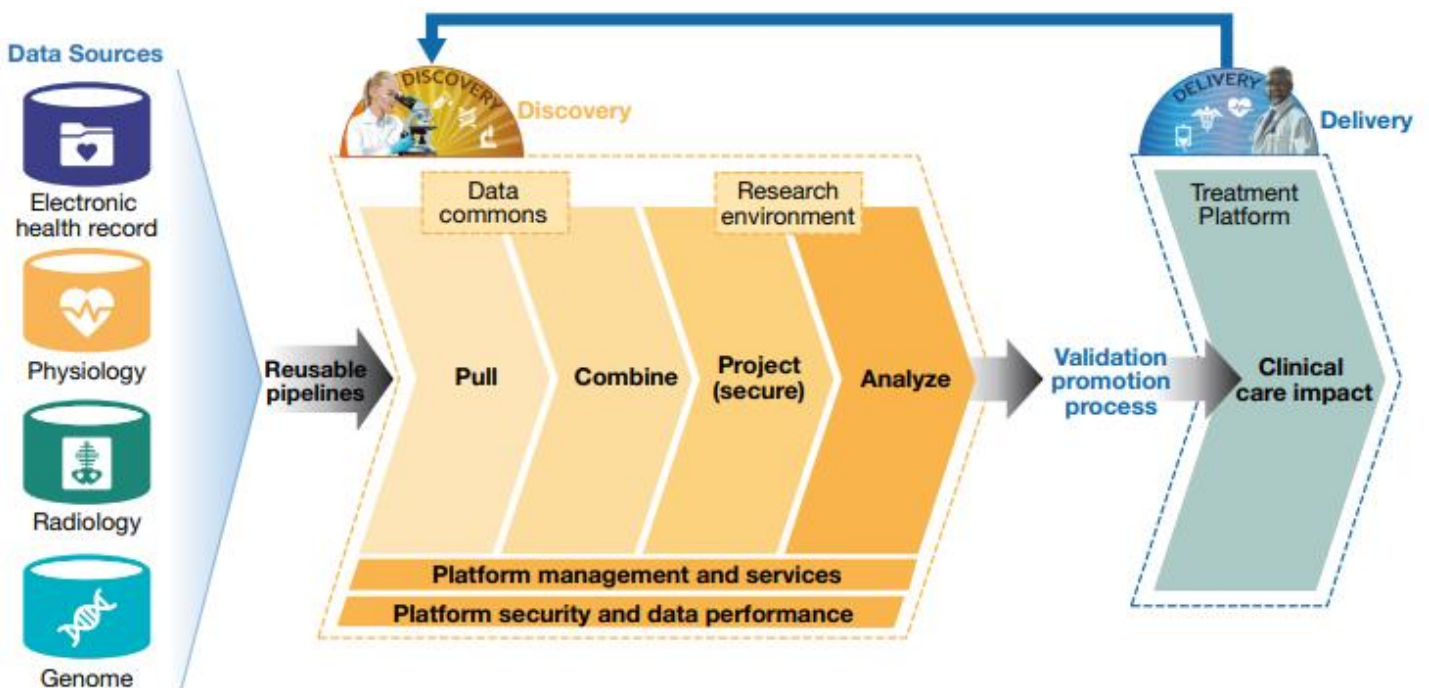 Data Sources
Electronic
health record
Physiology
Radiology
Genome
Reusable
pipelines
DISCOVERY
Discovery
Data
commons
Research
environment
Pull
Combine
Project
(secure)
Analyze
Platform management and services
Platform security and data performance
Validation
promotion
process
DELIVERY
Delivery
Treatment
Platform
Clinical
care impact